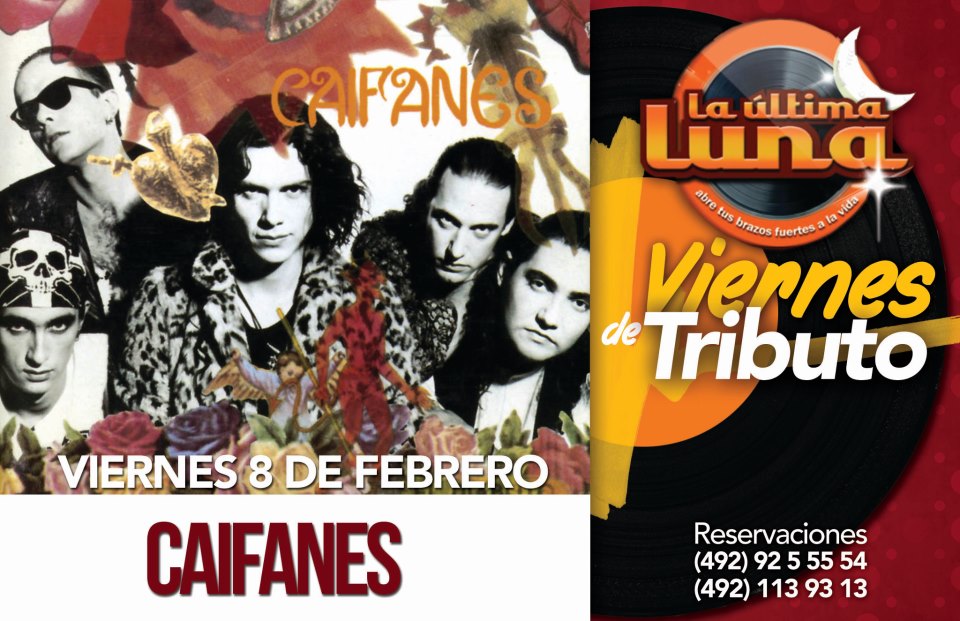 CAIFANES
VIERNES 8 DE FEBRERO
CAIFANES
La última
Luna
abre tus brazos fuertes a la vida
Viernes
de Tributo
Reservaciones
(492) 92 5 55 54
(492) 113 93 13